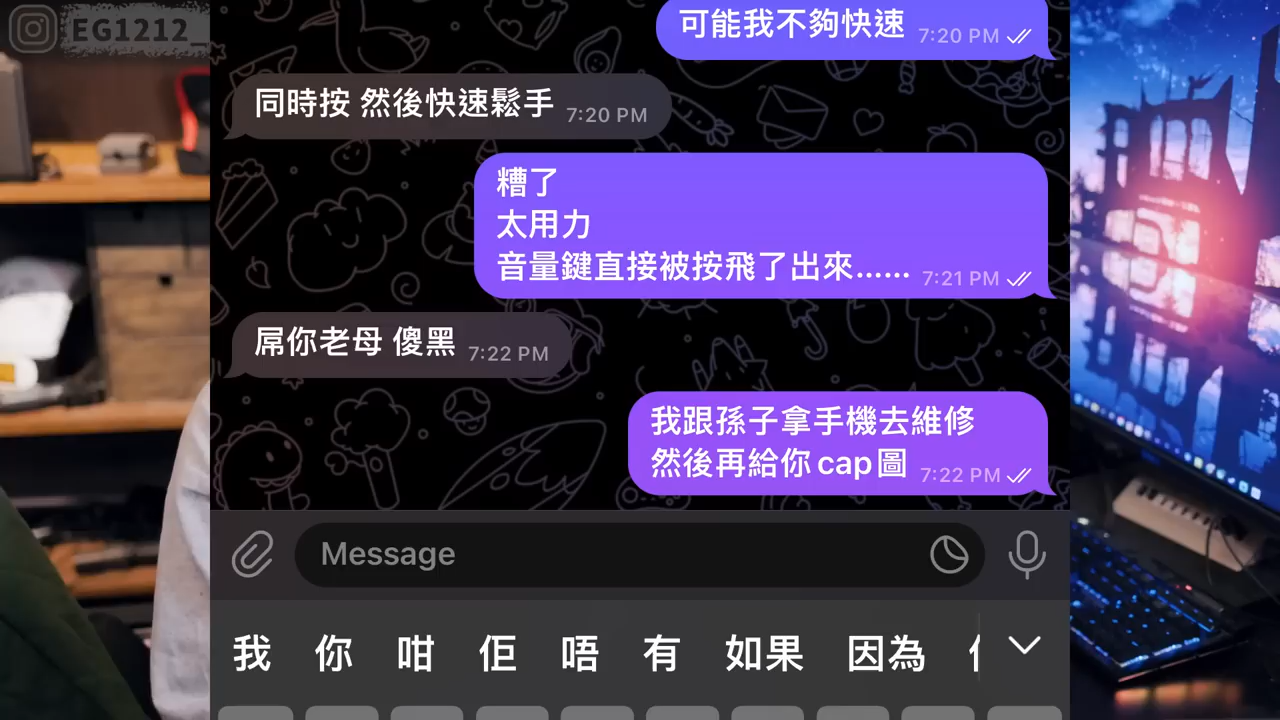 EG1212_
可能我不夠快速 7:20 PM
同時按 然後快速鬆手 7:20 PM
糟了
太用力
音量鍵直接被按飛了出來...... 7:21 PM
屌你老母 傻黑 7:22 PM
我跟孫子拿手機去維修
然後再給你cap圖 7:22 PM
Message
我 你 咁 佢 唔 有 如果 因為